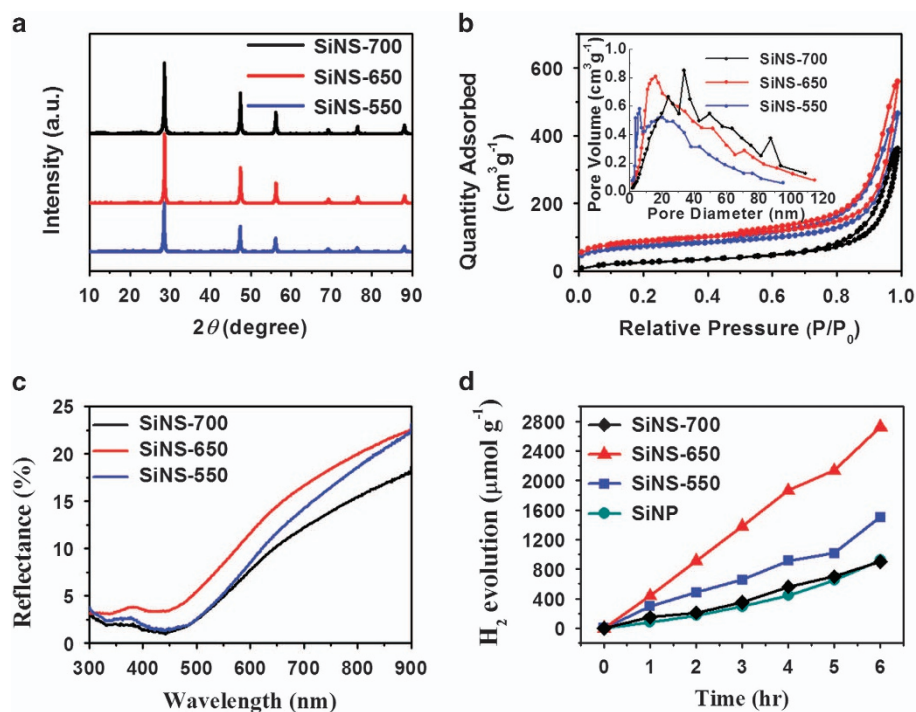 a
SiNS-700
SiNS-650
SiNS-550
Intensity (a.u.)
10 20 30 40 50 60 70 80 90
2θ (degree)
b
600
400
200
0
Quantity Adsorbed
(cm³g⁻¹)
0.0 0.2 0.4 0.6 0.8 1.0
Relative Pressure (P/P₀)
1.0
0.8
0.6
0.4
0.2
0.0
Pore Volume (cm³g⁻¹)
SiNS-700
SiNS-650
SiNS-550
0 20 40 60 80 100 120
Pore Diameter (nm)
c
25
20
15
10
5
0
Reflectance (%)
SiNS-700
SiNS-650
SiNS-550
300 400 500 600 700 800 900
Wavelength (nm)
d
2800
2400
2000
1600
1200
800
400
0
H₂ evolution (μmol g⁻¹)
SiNS-700
SiNS-650
SiNS-550
SiNP
0 1 2 3 4 5 6
Time (hr)